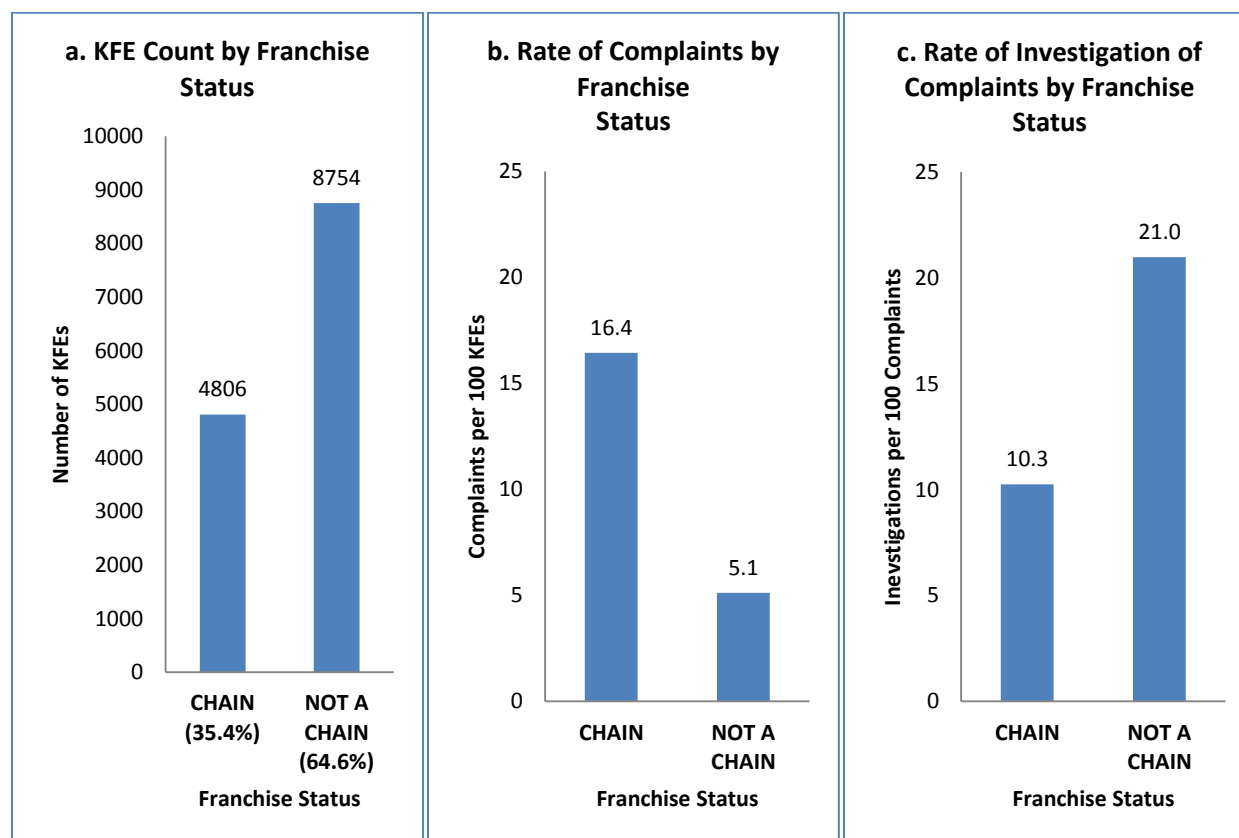 a. KFE Count by Franchise
Status
10000
9000
8000
7000
6000
5000
4000
3000
2000
1000
0
Number of KFEs
4806
8754
CHAIN
(35.4%)
NOT A
CHAIN
(64.6%)
Franchise Status
b. Rate of Complaints by
Franchise
Status
25
20
15
10
5
0
Complaints per 100 KFEs
16.4
5.1
CHAIN
NOT A
CHAIN
Franchise Status
c. Rate of Investigation of
Complaints by Franchise
Status
25
20
15
10
5
0
Inevstigations per 100 Complaints
10.3
21.0
CHAIN
NOT A
CHAIN
Franchise Status